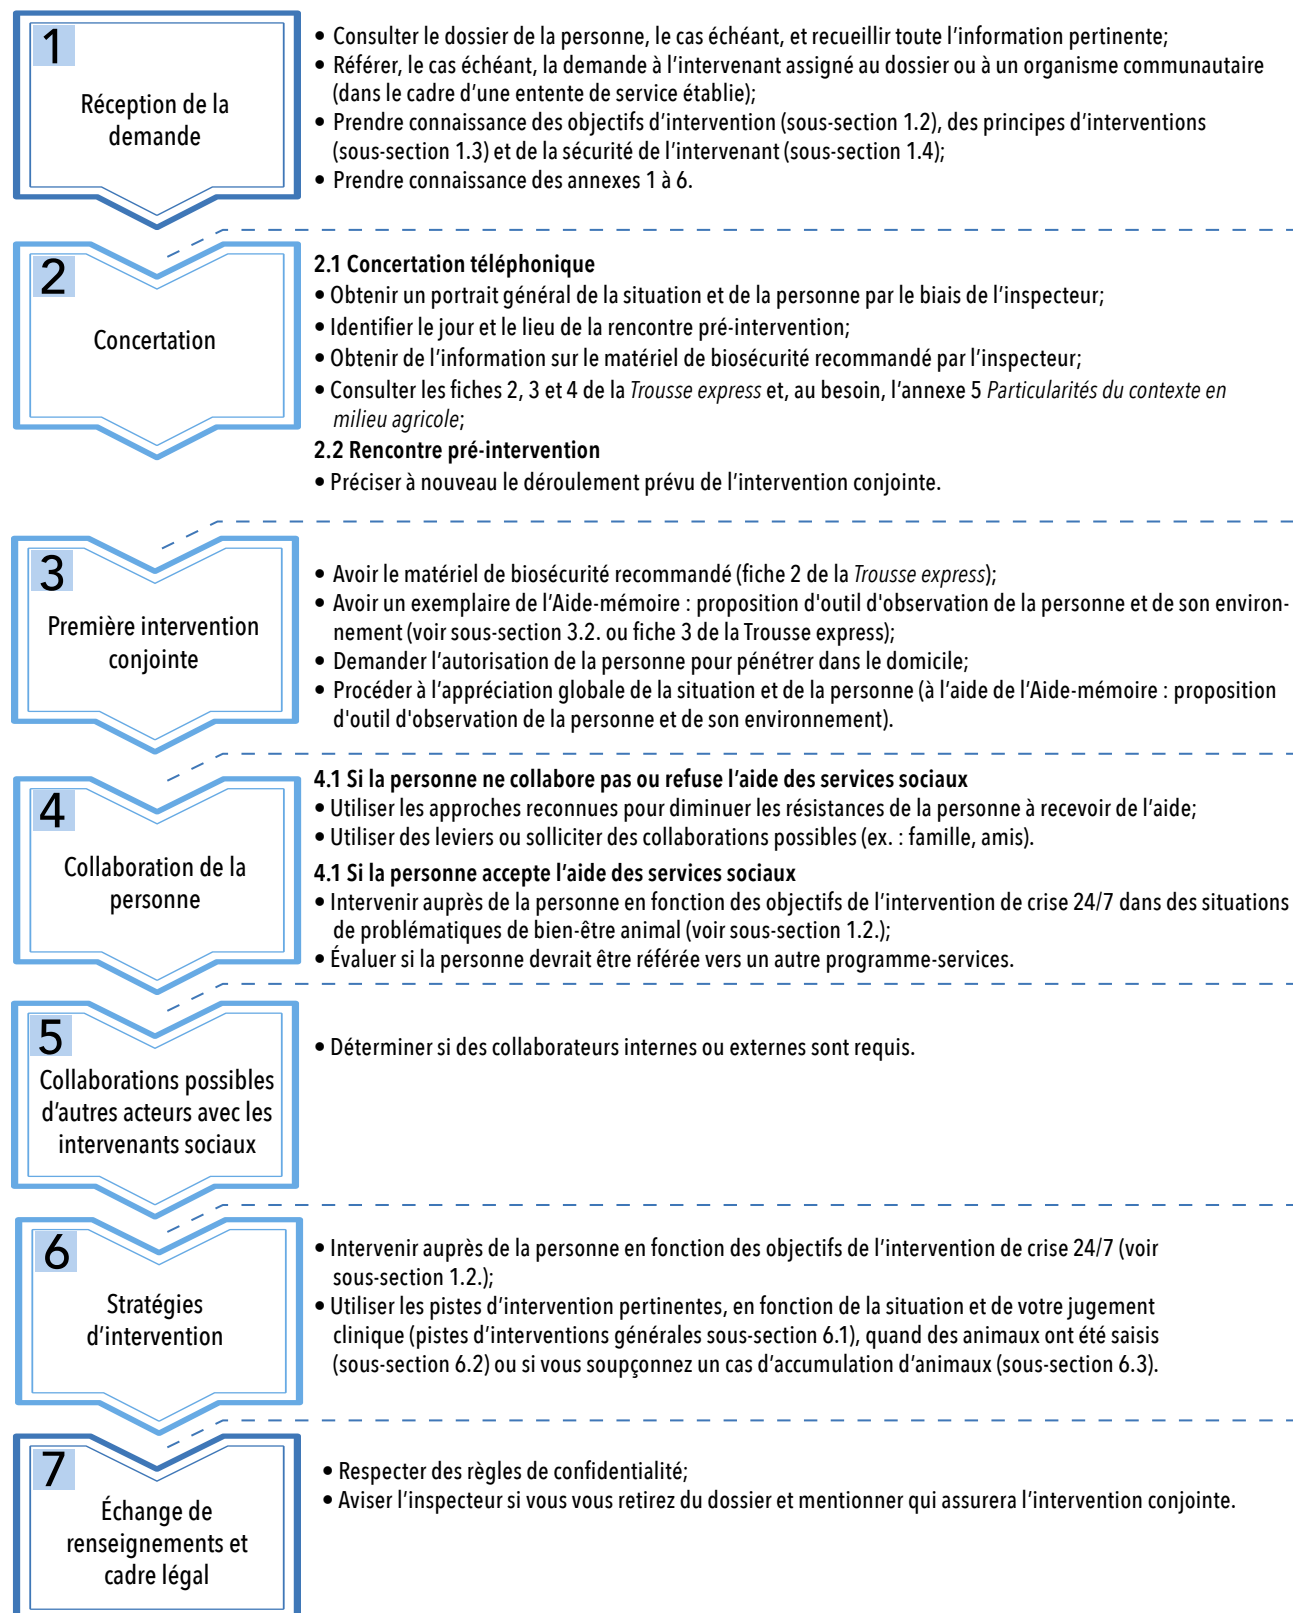 1
Réception de la
demande
• Consulter le dossier de la personne, le cas échéant, et recueillir toute l’information pertinente;
• Référer, le cas échéant, la demande à l’intervenant assigné au dossier ou à un organisme communautaire
(dans le cadre d’une entente de service établie);
• Prendre connaissance des objectifs d’intervention (sous-section 1.2), des principes d’interventions
(sous-section 1.3) et de la sécurité de l’intervenant (sous-section 1.4);
• Prendre connaissance des annexes 1 à 6.
2
Concertation
2.1 Concertation téléphonique
• Obtenir un portrait général de la situation et de la personne par le biais de l’inspecteur;
• Identifier le jour et le lieu de la rencontre pré-intervention;
• Obtenir de l’information sur le matériel de biosécurité recommandé par l’inspecteur;
• Consulter les fiches 2, 3 et 4 de la Trousse express et, au besoin, l’annexe 5 Particularités du contexte en
milieu agricole;
2.2 Rencontre pré-intervention
• Préciser à nouveau le déroulement prévu de l’intervention conjointe.
3
Première intervention
conjointe
• Avoir le matériel de biosécurité recommandé (fiche 2 de la Trousse express);
• Avoir un exemplaire de l’Aide-mémoire : proposition d'outil d'observation de la personne et de son environ-
nement (voir sous-section 3.2. ou fiche 3 de la Trousse express);
• Demander l’autorisation de la personne pour pénétrer dans le domicile;
• Procéder à l’appréciation globale de la situation et de la personne (à l’aide de l’Aide-mémoire : proposition
d'outil d'observation de la personne et de son environnement).
4
Collaboration de la
personne
4.1 Si la personne ne collabore pas ou refuse l’aide des services sociaux
• Utiliser les approches reconnues pour diminuer les résistances de la personne à recevoir de l’aide;
• Utiliser des leviers ou solliciter des collaborations possibles (ex. : famille, amis).
4.1 Si la personne accepte l’aide des services sociaux
• Intervenir auprès de la personne en fonction des objectifs de l’intervention de crise 24/7 dans des situations
de problématiques de bien-être animal (voir sous-section 1.2.);
• Évaluer si la personne devrait être référée vers un autre programme-services.
5
Collaborations possibles
d’autres acteurs avec les
intervenants sociaux
• Déterminer si des collaborateurs internes ou externes sont requis.
6
Stratégies
d’intervention
• Intervenir auprès de la personne en fonction des objectifs de l’intervention de crise 24/7 (voir
sous-section 1.2.);
• Utiliser les pistes d’intervention pertinentes, en fonction de la situation et de votre jugement
clinique (pistes d’interventions générales sous-section 6.1), quand des animaux ont été saisis
(sous-section 6.2) ou si vous soupçonnez un cas d’accumulation d’animaux (sous-section 6.3).
7
Échange de
renseignements et
cadre légal
• Respecter des règles de confidentialité;
• Aviser l’inspecteur si vous vous retirez du dossier et mentionner qui assurera l’intervention conjointe.